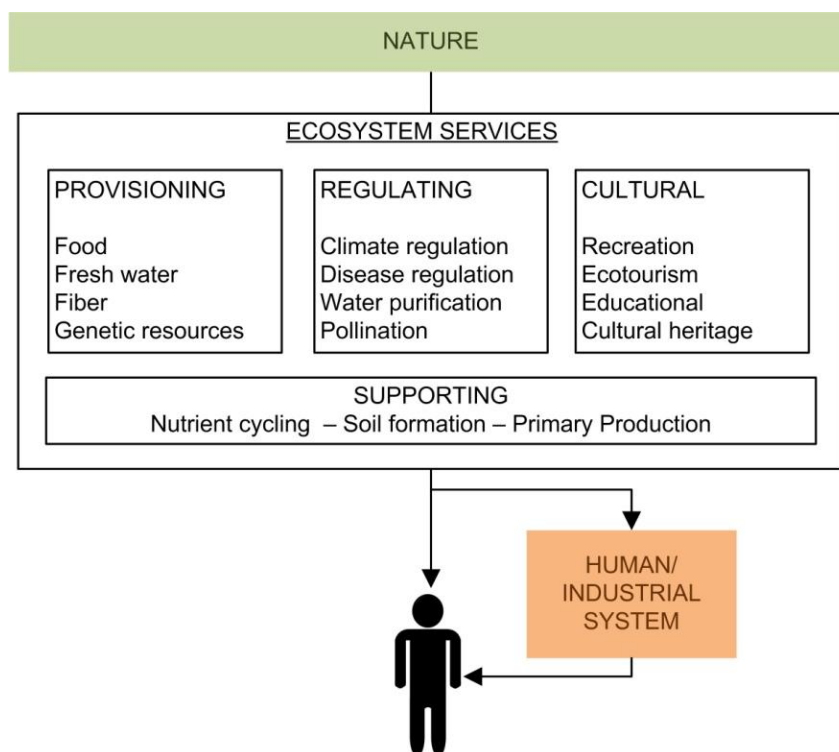 NATURE
ECOSYSTEM SERVICES
PROVISIONING
Food
Fresh water
Fiber
Genetic resources
REGULATING
Climate regulation
Disease regulation
Water purification
Pollination
CULTURAL
Recreation
Ecotourism
Educational
Cultural heritage
SUPPORTING
Nutrient cycling – Soil formation – Primary Production
HUMAN/
INDUSTRIAL
SYSTEM